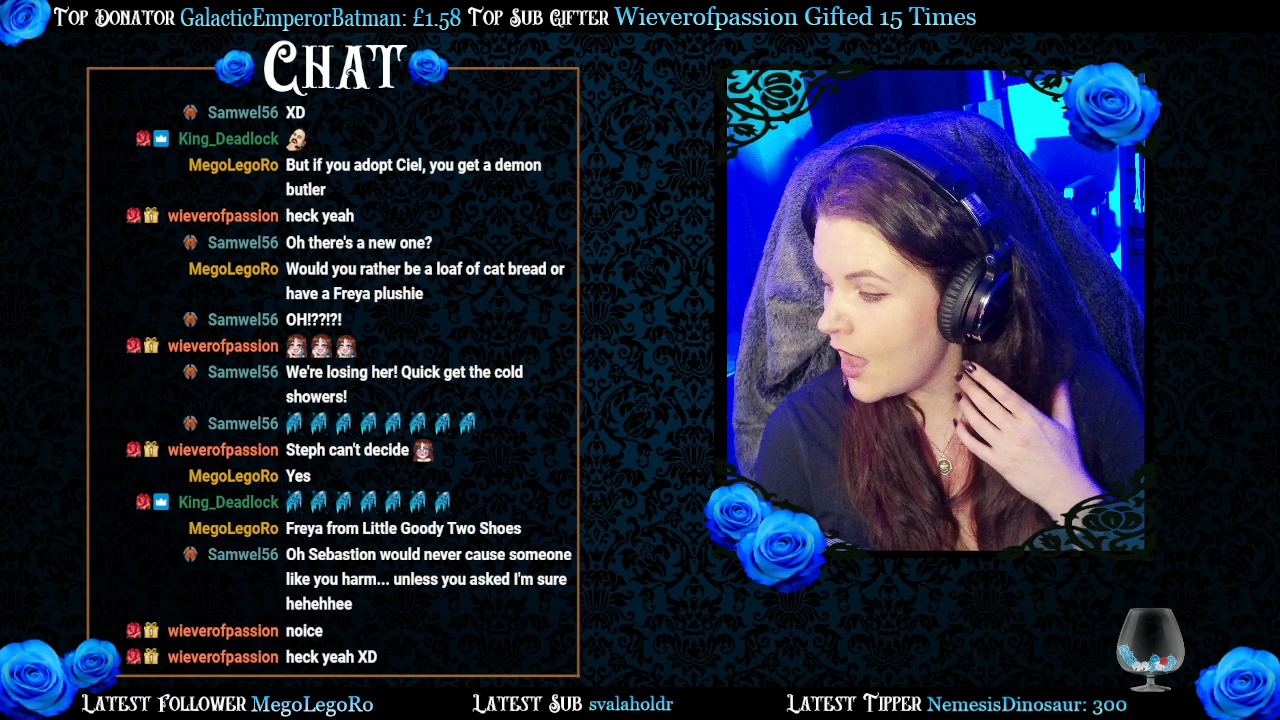 Top Donator GalacticEmperorBatman: £1.58 Top Sub Gifter Wieverofpassion Gifted 15 Times
Chat
Samwel56 XD
King_Deadlock
MegoLegoRo But if you adopt Ciel, you get a demon
butler
wieverofpassion heck yeah
Samwel56 Oh there's a new one?
MegoLegoRo Would you rather be a loaf of cat bread or
have a Freya plushie
Samwel56 OH!??!?!
wieverofpassion
Samwel56 We're losing her! Quick get the cold
showers!
Samwel56
wieverofpassion Steph can't decide
MegoLegoRo Yes
King_Deadlock
MegoLegoRo Freya from Little Goody Two Shoes
Samwel56 Oh Sebastion would never cause someone
like you harm... unless you asked I'm sure
hehehhee
wieverofpassion noice
wieverofpassion heck yeah XD
Latest Follower MegoLegoRo Latest Sub svalaholdr Latest Tipper NemesisDinosaur: 300